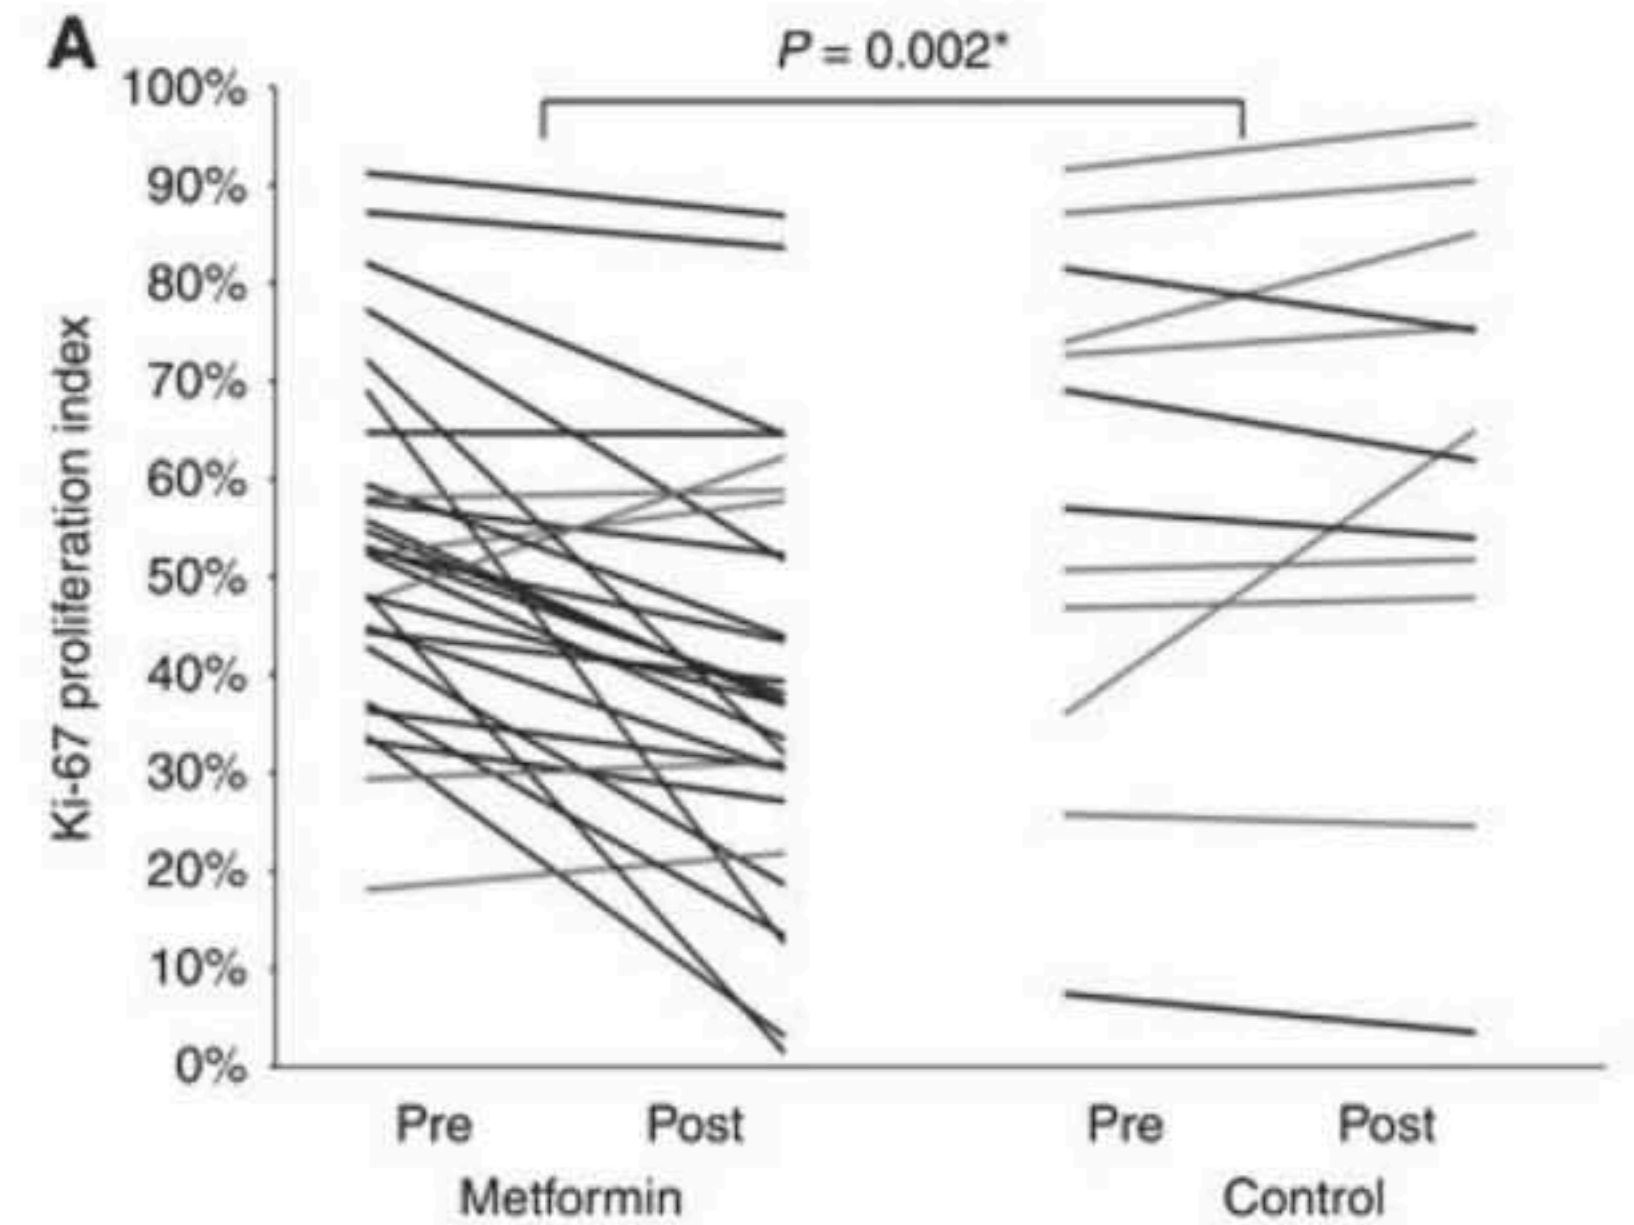 A
P = 0.002*
100%
90%
80%
70%
60%
50%
40%
30%
20%
10%
0%
Ki-67 proliferation index
Pre Post Pre Post
Metformin Control